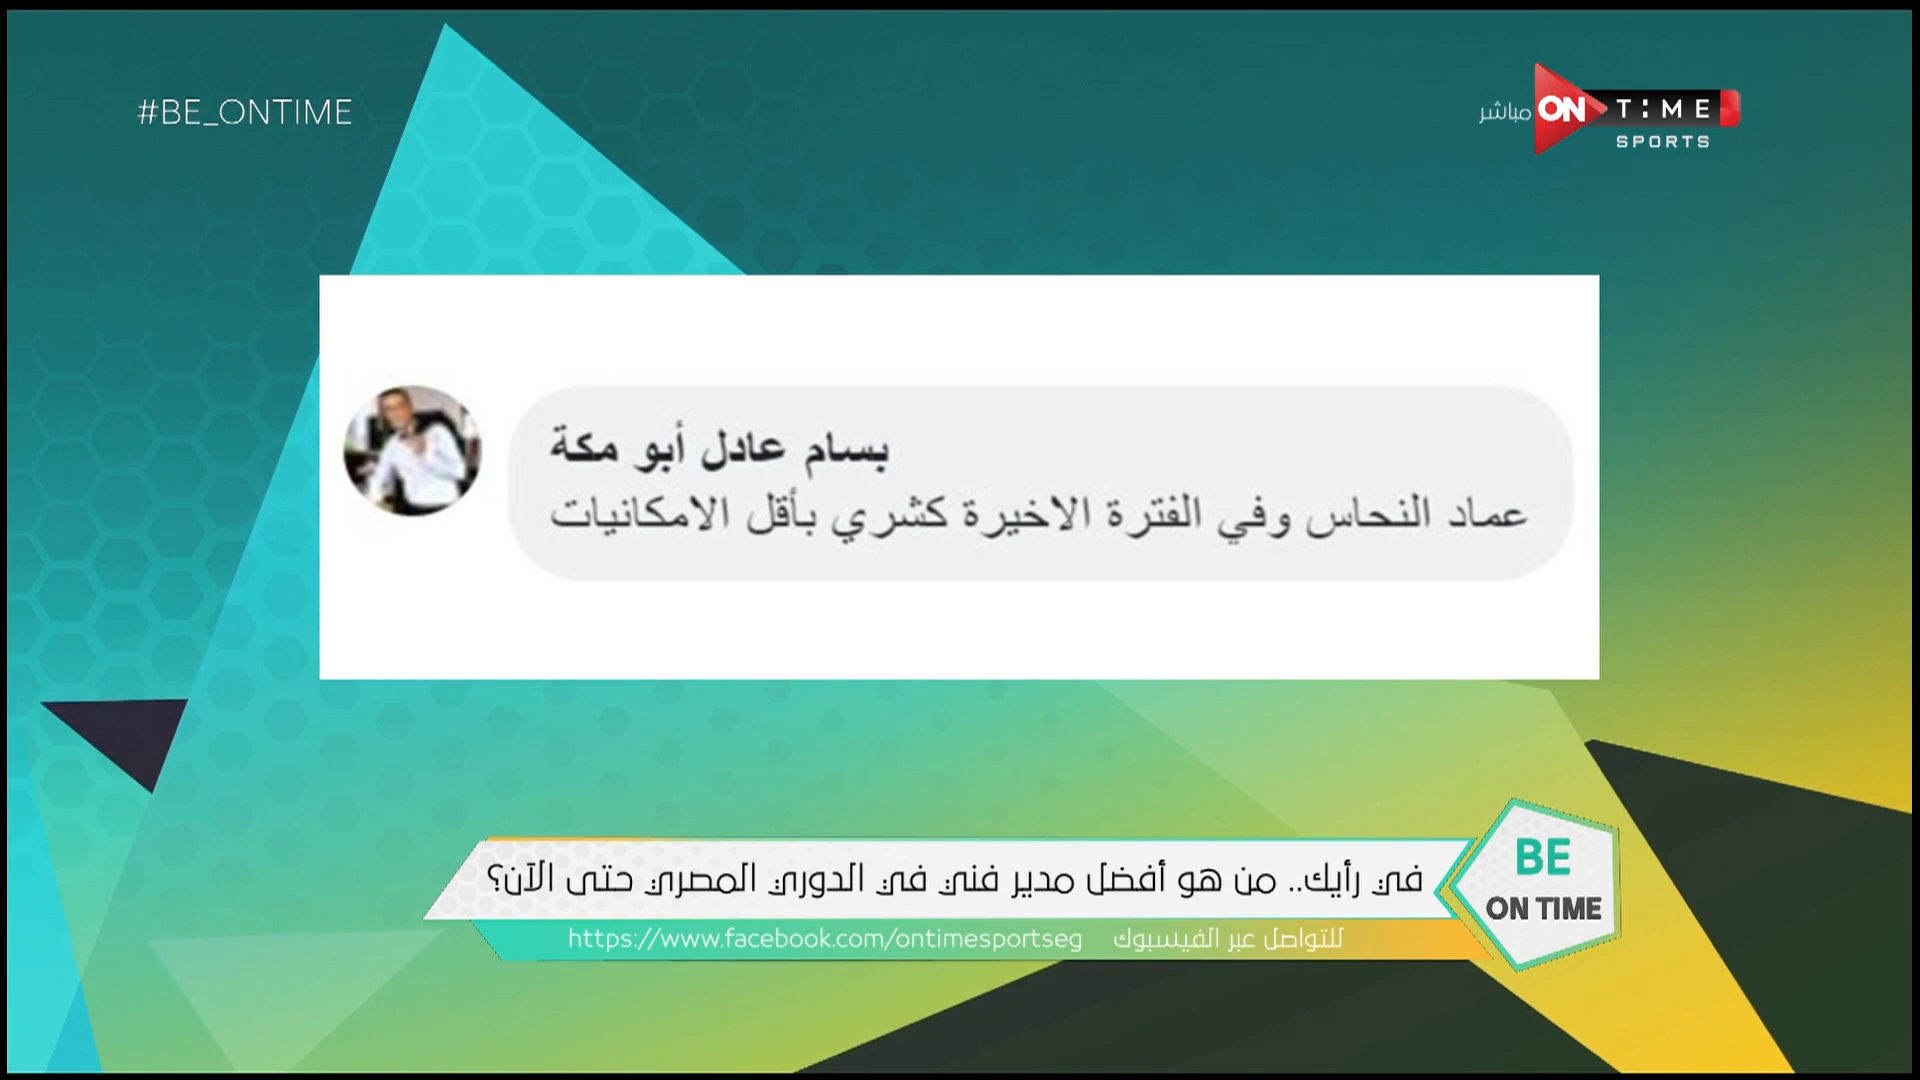 #BE_ONTIME
مباشر ON TIME
SPORTS
بسام عادل أبو مكة
عماد النحاس وفي الفترة الاخيرة كشري بأقل الامكانيات
في رأيك.. من هو أفضل مدير فني في الدوري المصري حتى الآن؟
BE
ON TIME
للتواصل عبر الفيسبوك https://www.facebook.com/ontimesportseg